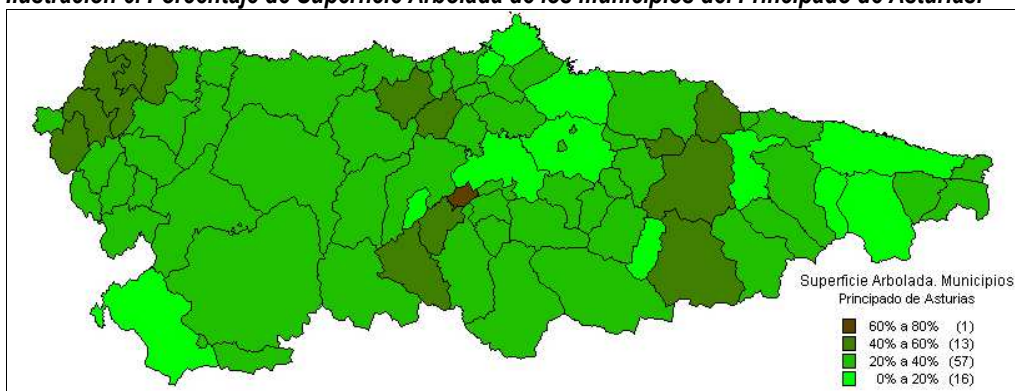 Ilustración 6. Porcentaje de Superficie Arbolada de los Municipios del Principado de Asturias.
Superficie Arbolada. Municipios
Principado de Asturias
60% a 80% (1)
40% a 60% (13)
20% a 40% (57)
0% a 20% (16)